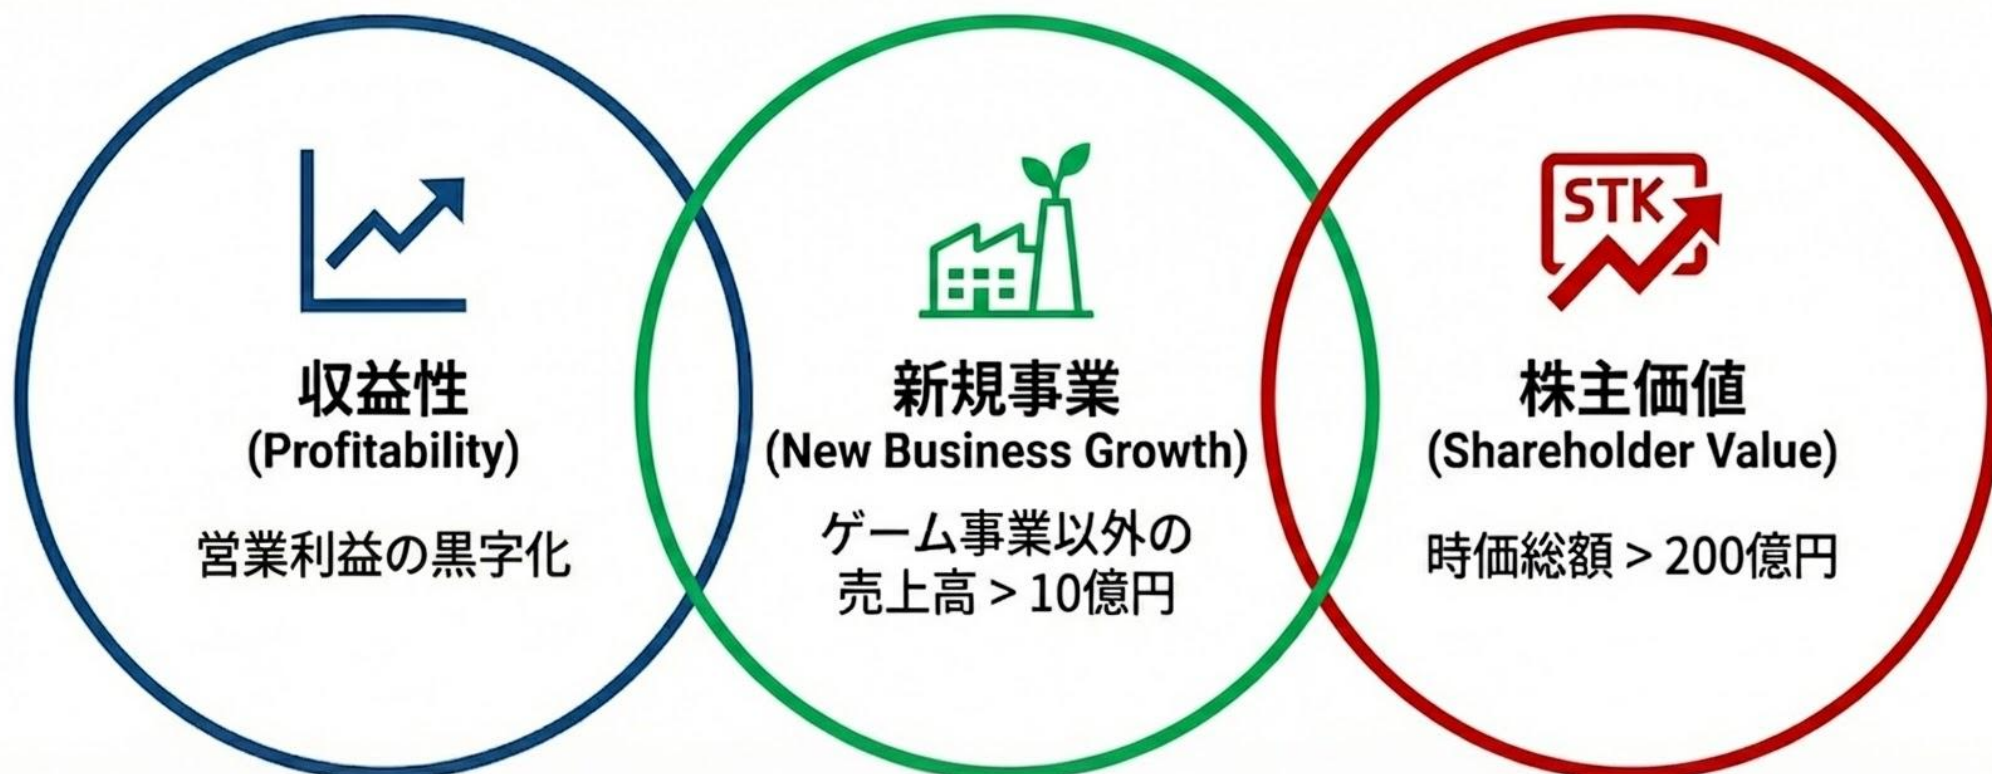 収益性
(Profitability)
営業利益の黒字化
新規事業
(New Business Growth)
ゲーム事業以外の
売上高 > 10億円
STK
株主価値
(Shareholder Value)
時価総額 > 200億円